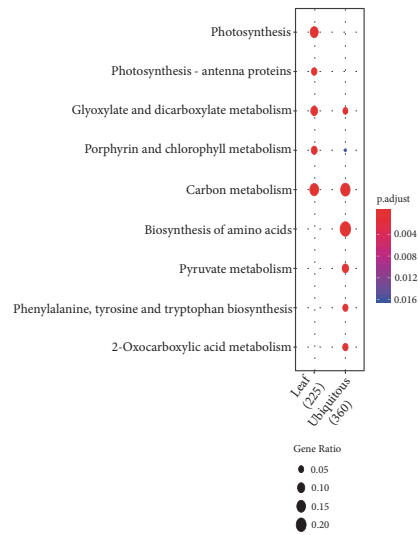 Photosynthesis
Photosynthesis - antenna proteins
Glyoxylate and dicarboxylate metabolism
Porphyrin and chlorophyll metabolism
Carbon metabolism
Biosynthesis of amino acids
Pyruvate metabolism
Phenylalanine, tyrosine and tryptophan biosynthesis
2-Oxocarboxylic acid metabolism
Leaf
(225)
Ubiquitous
(360)
p.adjust
0.004
0.008
0.012
0.016
Gene Ratio
0.05
0.10
0.15
0.20